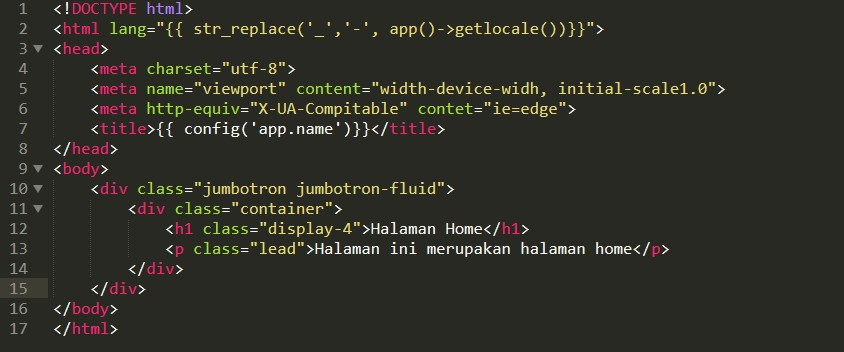 1 <!DOCTYPE html>
2 <html lang="{{ str_replace('_','-', app()->getlocale())}}">
3 <head>
4 <meta charset="utf-8">
5 <meta name="viewport" content="width-device-widh, initial-scale1.0">
6 <meta http-equiv="X-UA-Compitable" contet="ie=edge">
7 <title>{{ config('app.name')}}</title>
8 </head>
9 <body>
10 <div class="jumbotron jumbotron-fluid">
11 <div class="container">
12 <h1 class="display-4">Halaman Home</h1>
13 <p class="lead">Halaman ini merupakan halaman home</p>
14 </div>
15 </div>
16 </body>
17 </html>